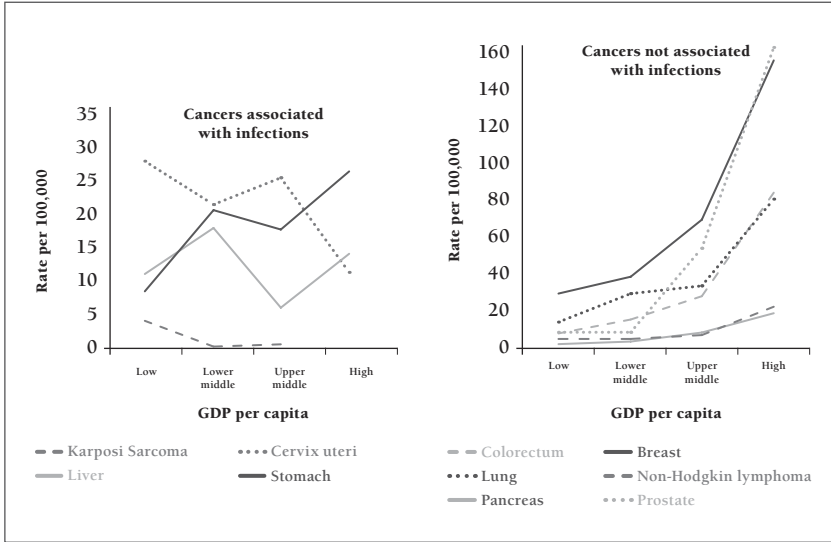 Cancers associated
with infections
35
30
25
20
15
10
5
0
Rate per 100,000
Low
Lower
middle
Upper
middle
High
GDP per capita
Karposi Sarcoma
Cervix uteri
Liver
Stomach
Cancers not associated
with infections
160
140
120
100
80
60
40
20
0
Rate per 100,000
Low
Lower
middle
Upper
middle
High
GDP per capita
Colorectum
Breast
Lung
Non-Hodgkin lymphoma
Pancreas
Prostate